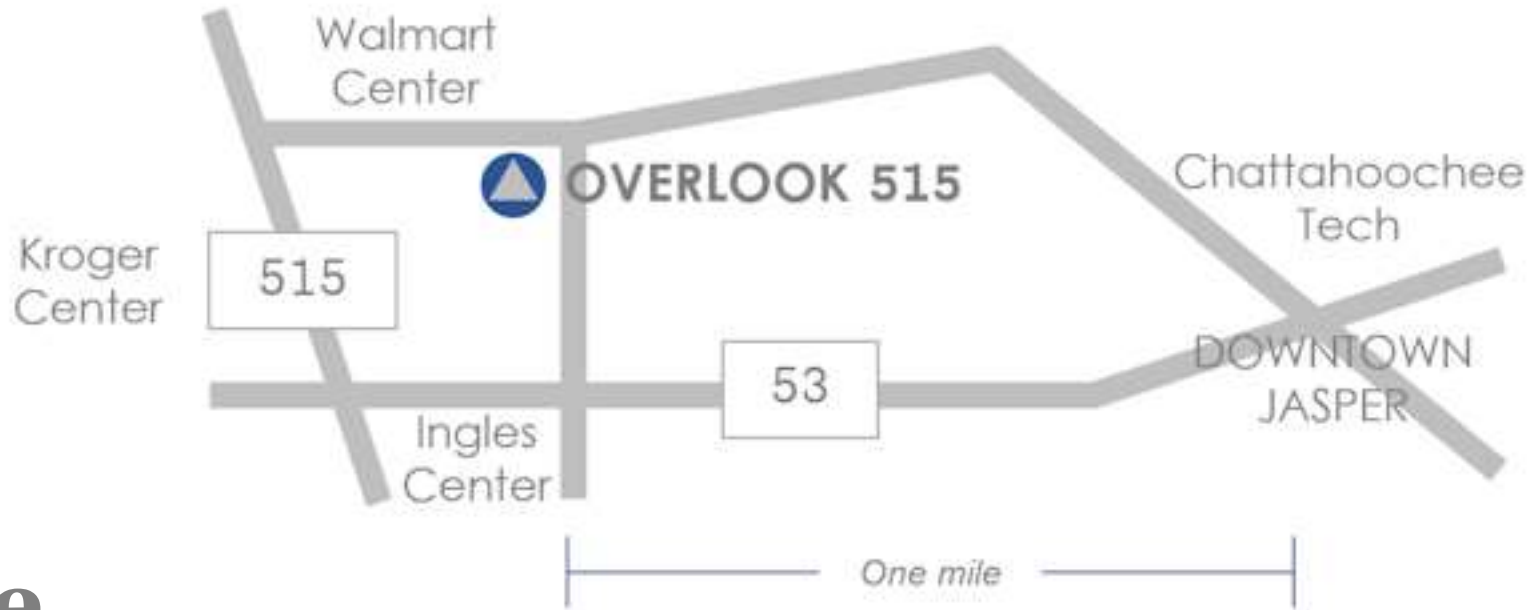 Walmart
Center
OVERLOOK 515
Chattahoochee
Tech
Kroger
Center
515
53
DOWNTOWN
JASPER
Ingles
Center
One mile
e